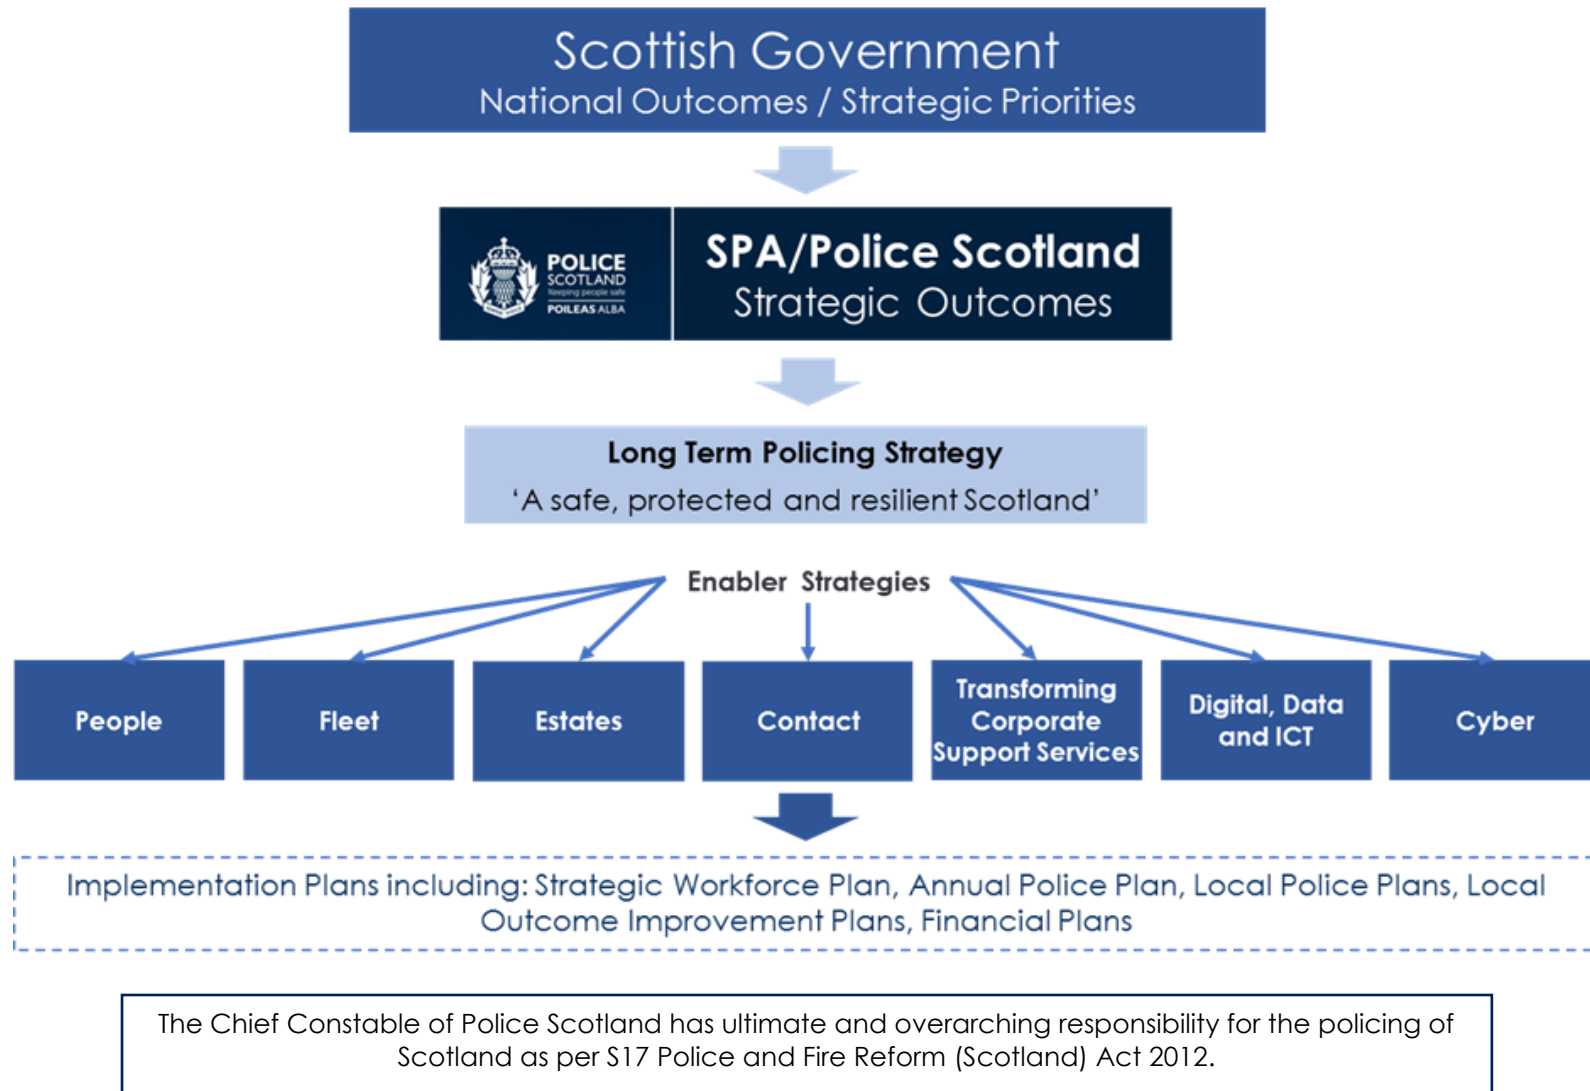 Scottish Government
National Outcomes / Strategic Priorities
POLICE
SCOTLAND
Keeping people safe
POILEAS ALBA
SPA/Police Scotland
Strategic Outcomes
Long Term Policing Strategy
‘A safe, protected and resilient Scotland’
Enabler Strategies
People
Fleet
Estates
Contact
Transforming
Corporate
Support Services
Digital, Data
and ICT
Cyber
Implementation Plans including: Strategic Workforce Plan, Annual Police Plan, Local Police Plans, Local
Outcome Improvement Plans, Financial Plans
The Chief Constable of Police Scotland has ultimate and overarching responsibility for the policing of
Scotland as per S17 Police and Fire Reform (Scotland) Act 2012.